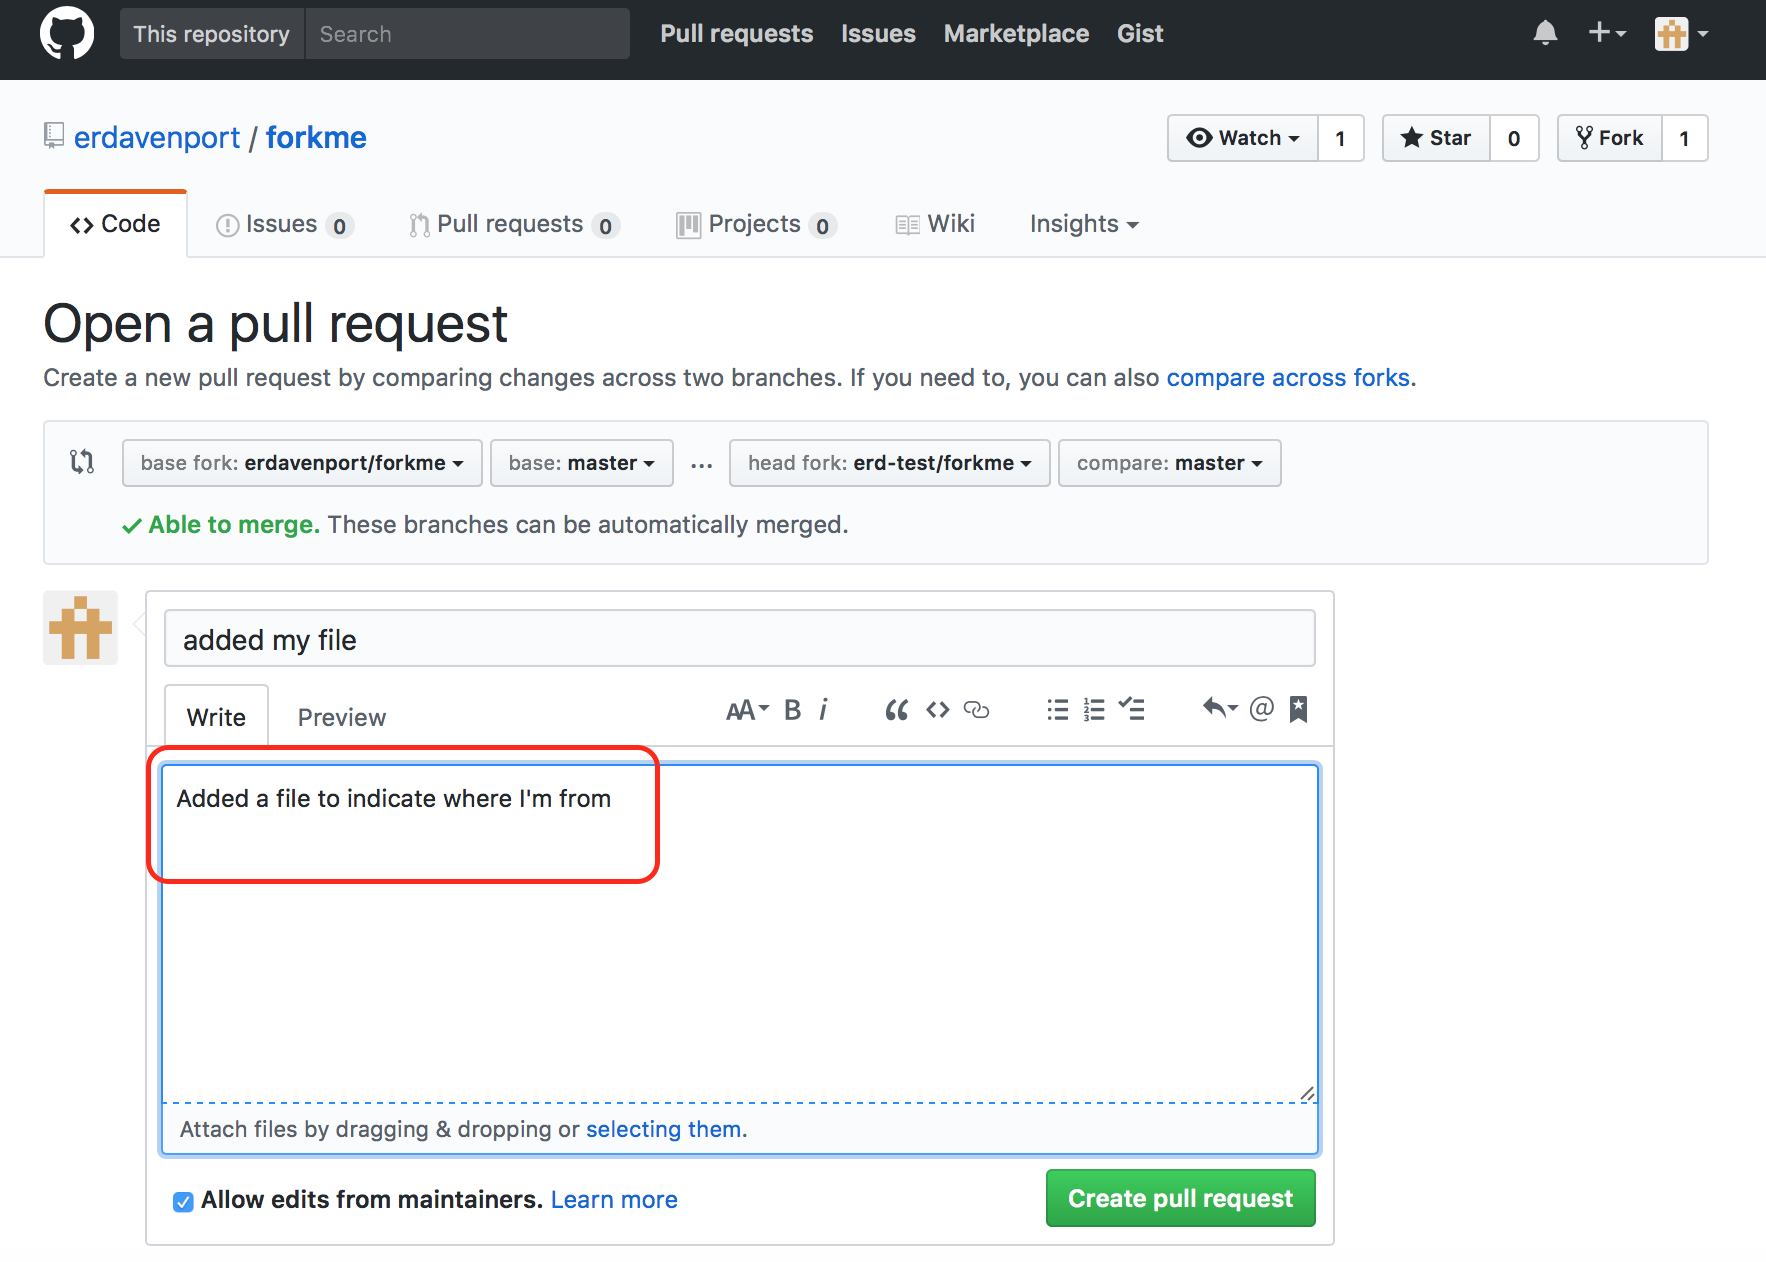 This repository Search Pull requests Issues Marketplace Gist
erdavenport / forkme Watch 1 Star 0 Fork 1
Code Issues 0 Pull requests 0 Projects 0 Wiki Insights
Open a pull request
Create a new pull request by comparing changes across two branches. If you need to, you can also compare across forks.
base fork: erdavenport/forkme base: master ... head fork: erd-test/forkme compare: master
Able to merge. These branches can be automatically merged.
added my file
Write Preview AA B i @
Added a file to indicate where I'm from
Attach files by dragging & dropping or selecting them.
Allow edits from maintainers. Learn more Create pull request